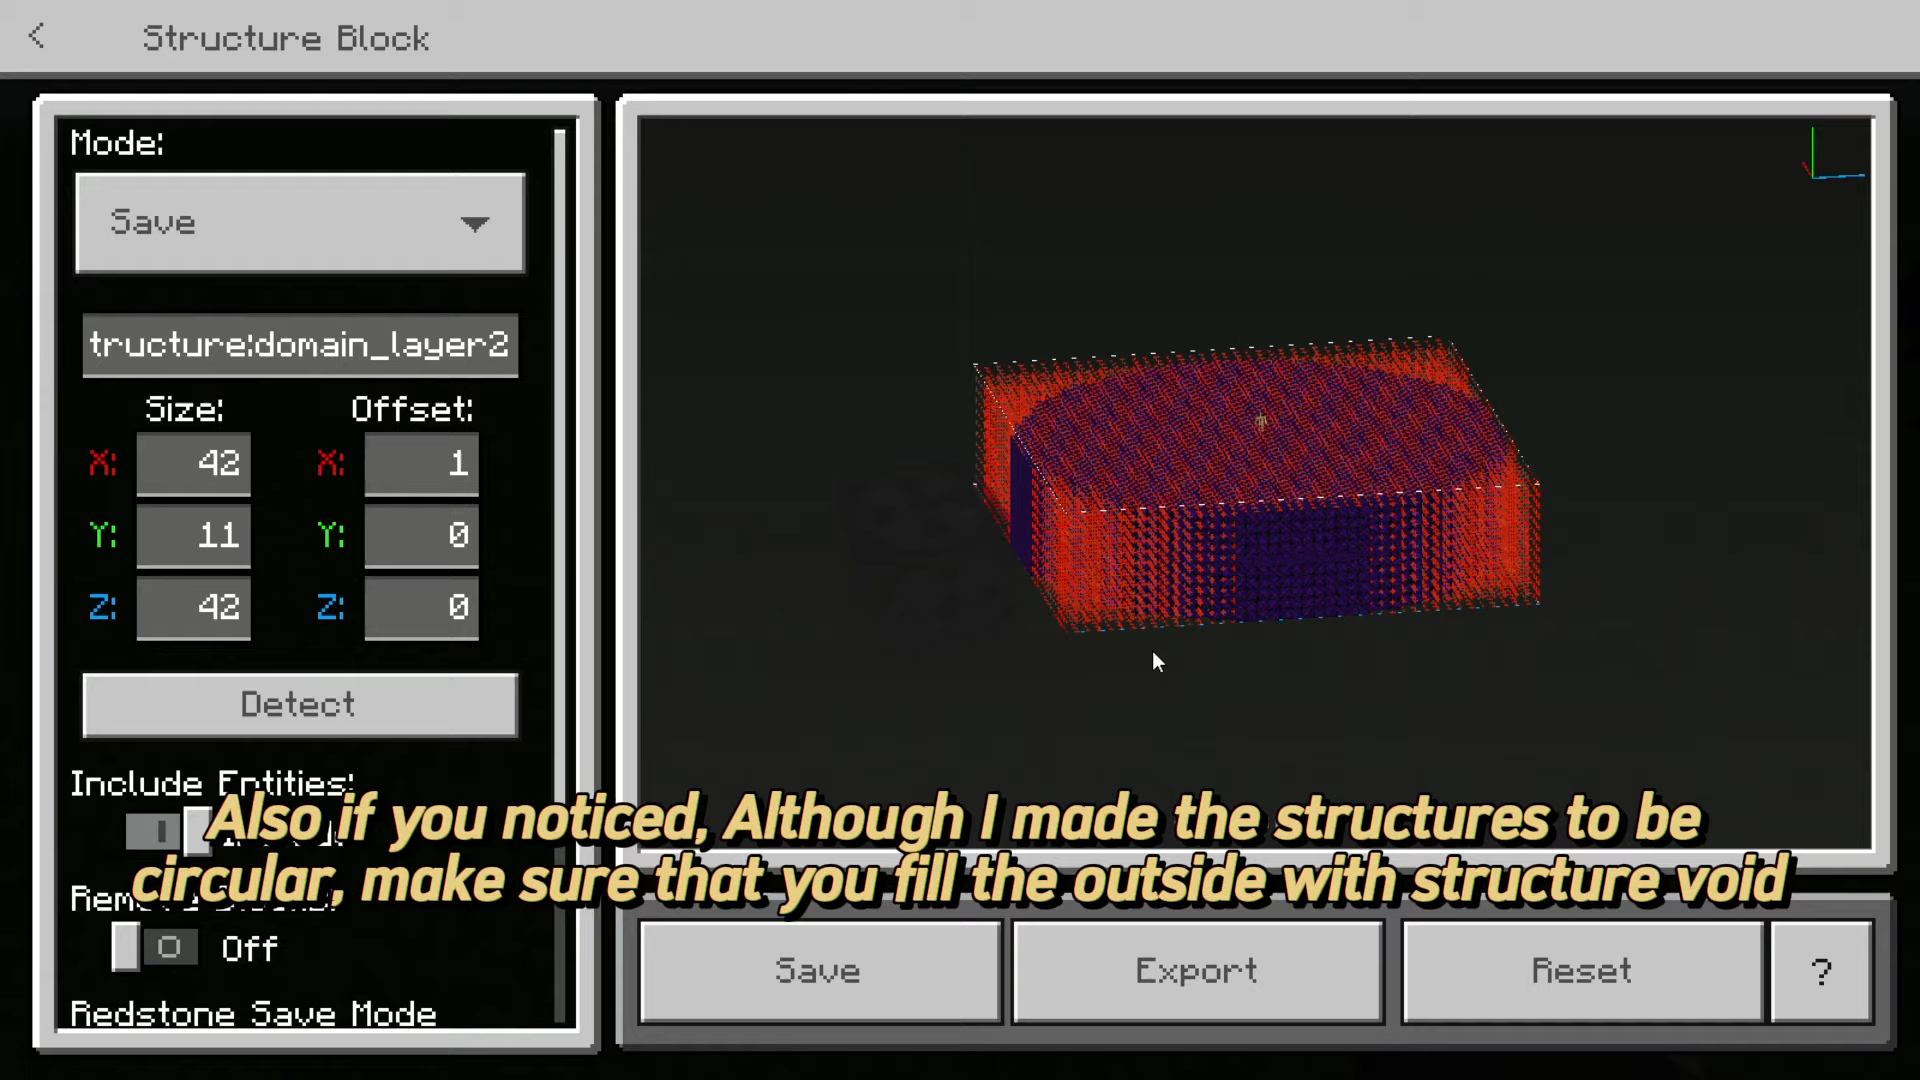 Structure Block
Mode:
Save
tructure:domain_layer2
Size: Offset:
X: 42 X: 1
Y: 11 Y: 0
Z: 42 Z: 0
Detect
Include Entities:
Also if you noticed, Although I made the structures to be
circular, make sure that you fill the outside with structure void
Off
Redstone Save Mode
Save Export Reset ?